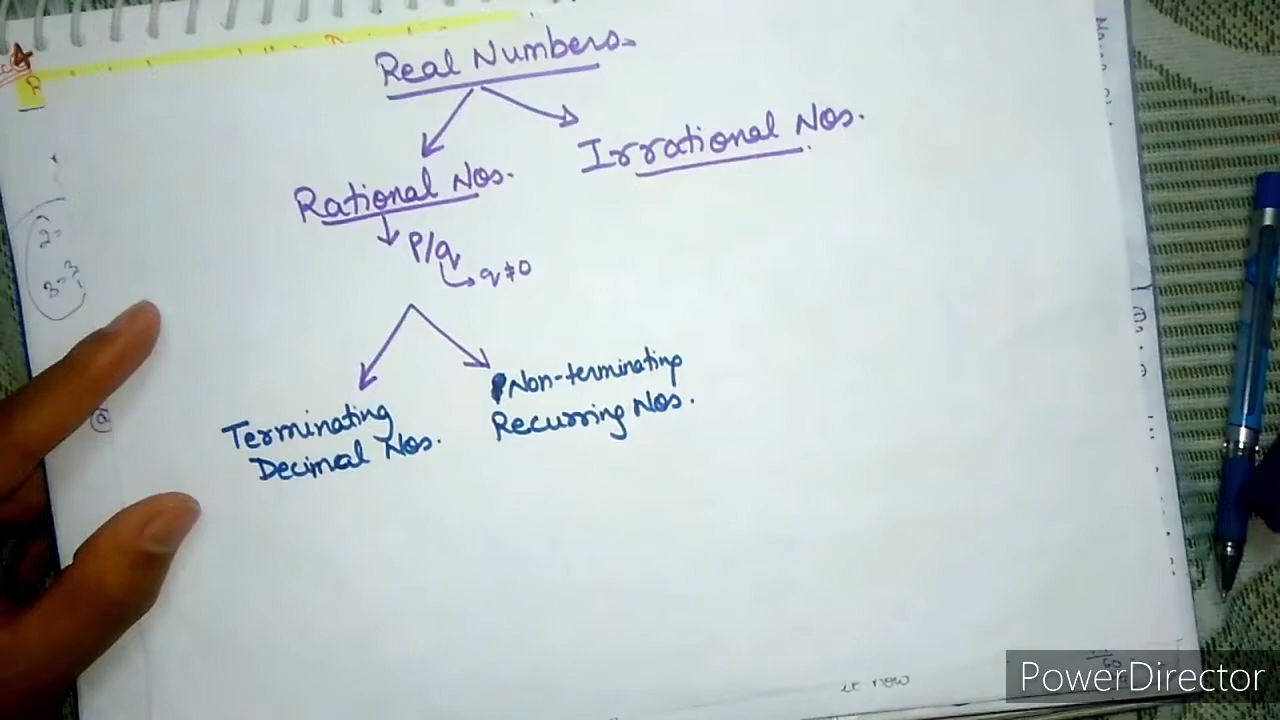 Real Numbers
Rational Nos.
Irrational Nos.
P/q
q ≠ 0
Terminating
Decimal Nos.
Non-terminating
Recurring Nos.
PowerDirector